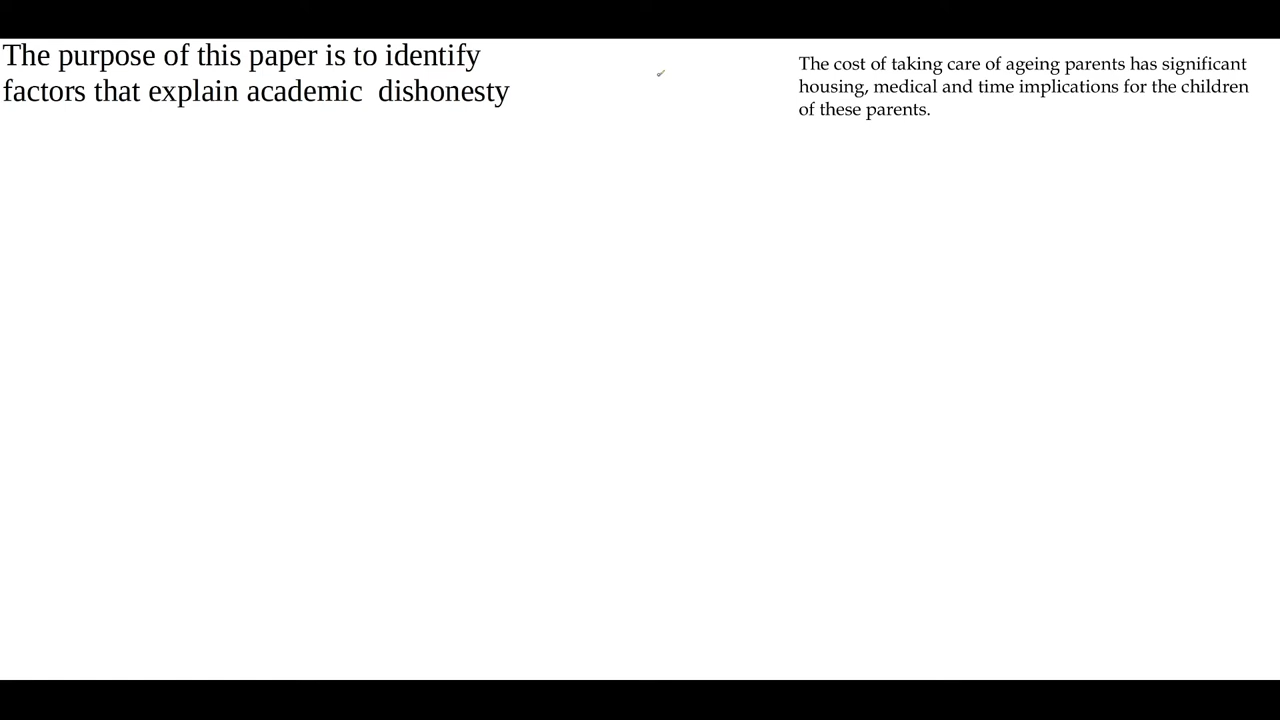 The purpose of this paper is to identify
factors that explain academic  dishonesty
The cost of taking care of ageing parents has significant
housing, medical and time implications for the children
of these parents.